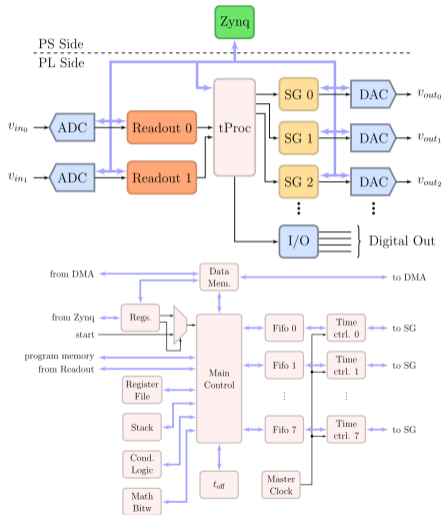 Zynq
PS Side
PL Side
v_in0
ADC
Readout 0
tProc
SG 0
DAC
v_out0
SG 1
DAC
v_out1
v_in1
ADC
Readout 1
SG 2
DAC
v_out2
I/O
Digital Out
from DMA
Data
Mem.
to DMA
from Zynq
Regs.
start
program memory
from Readout
Main
Control
Fifo 0
Time
ctrl. 0
to SG
Fifo 1
Time
ctrl. 1
to SG
Register
File
Stack
Fifo 7
Time
ctrl. 7
to SG
Cond.
Logic
Math
Bitw
t_off
Master
Clock